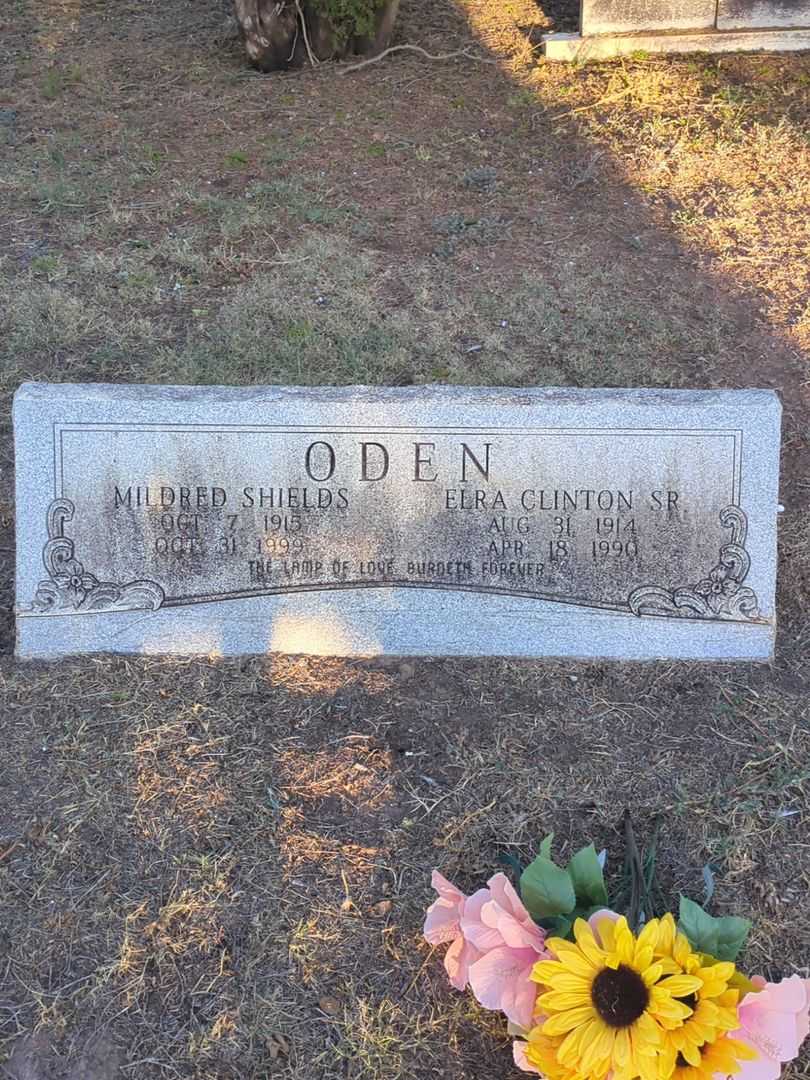 ODEN
MILDRED SHIELDS
OCT. 7, 1915
OCT. 31, 1999
ELRA CLINTON SR.
AUG. 31, 1914
APR. 18, 1990
THE LAMP OF LOVE BURNETH FOREVER